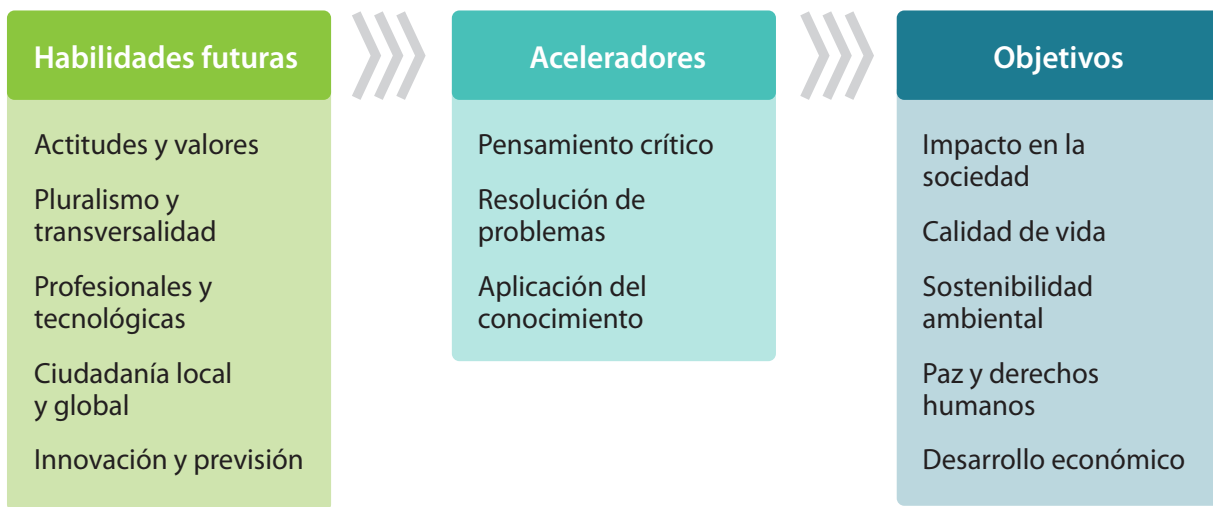 Habilidades futuras
Actitudes y valores
Pluralismo y
transversalidad
Profesionales y
tecnológicas
Ciudadanía local
y global
Innovación y previsión
Aceleradores
Pensamiento crítico
Resolución de
problemas
Aplicación del
conocimiento
Objetivos
Impacto en la
sociedad
Calidad de vida
Sostenibilidad
ambiental
Paz y derechos
humanos
Desarrollo económico